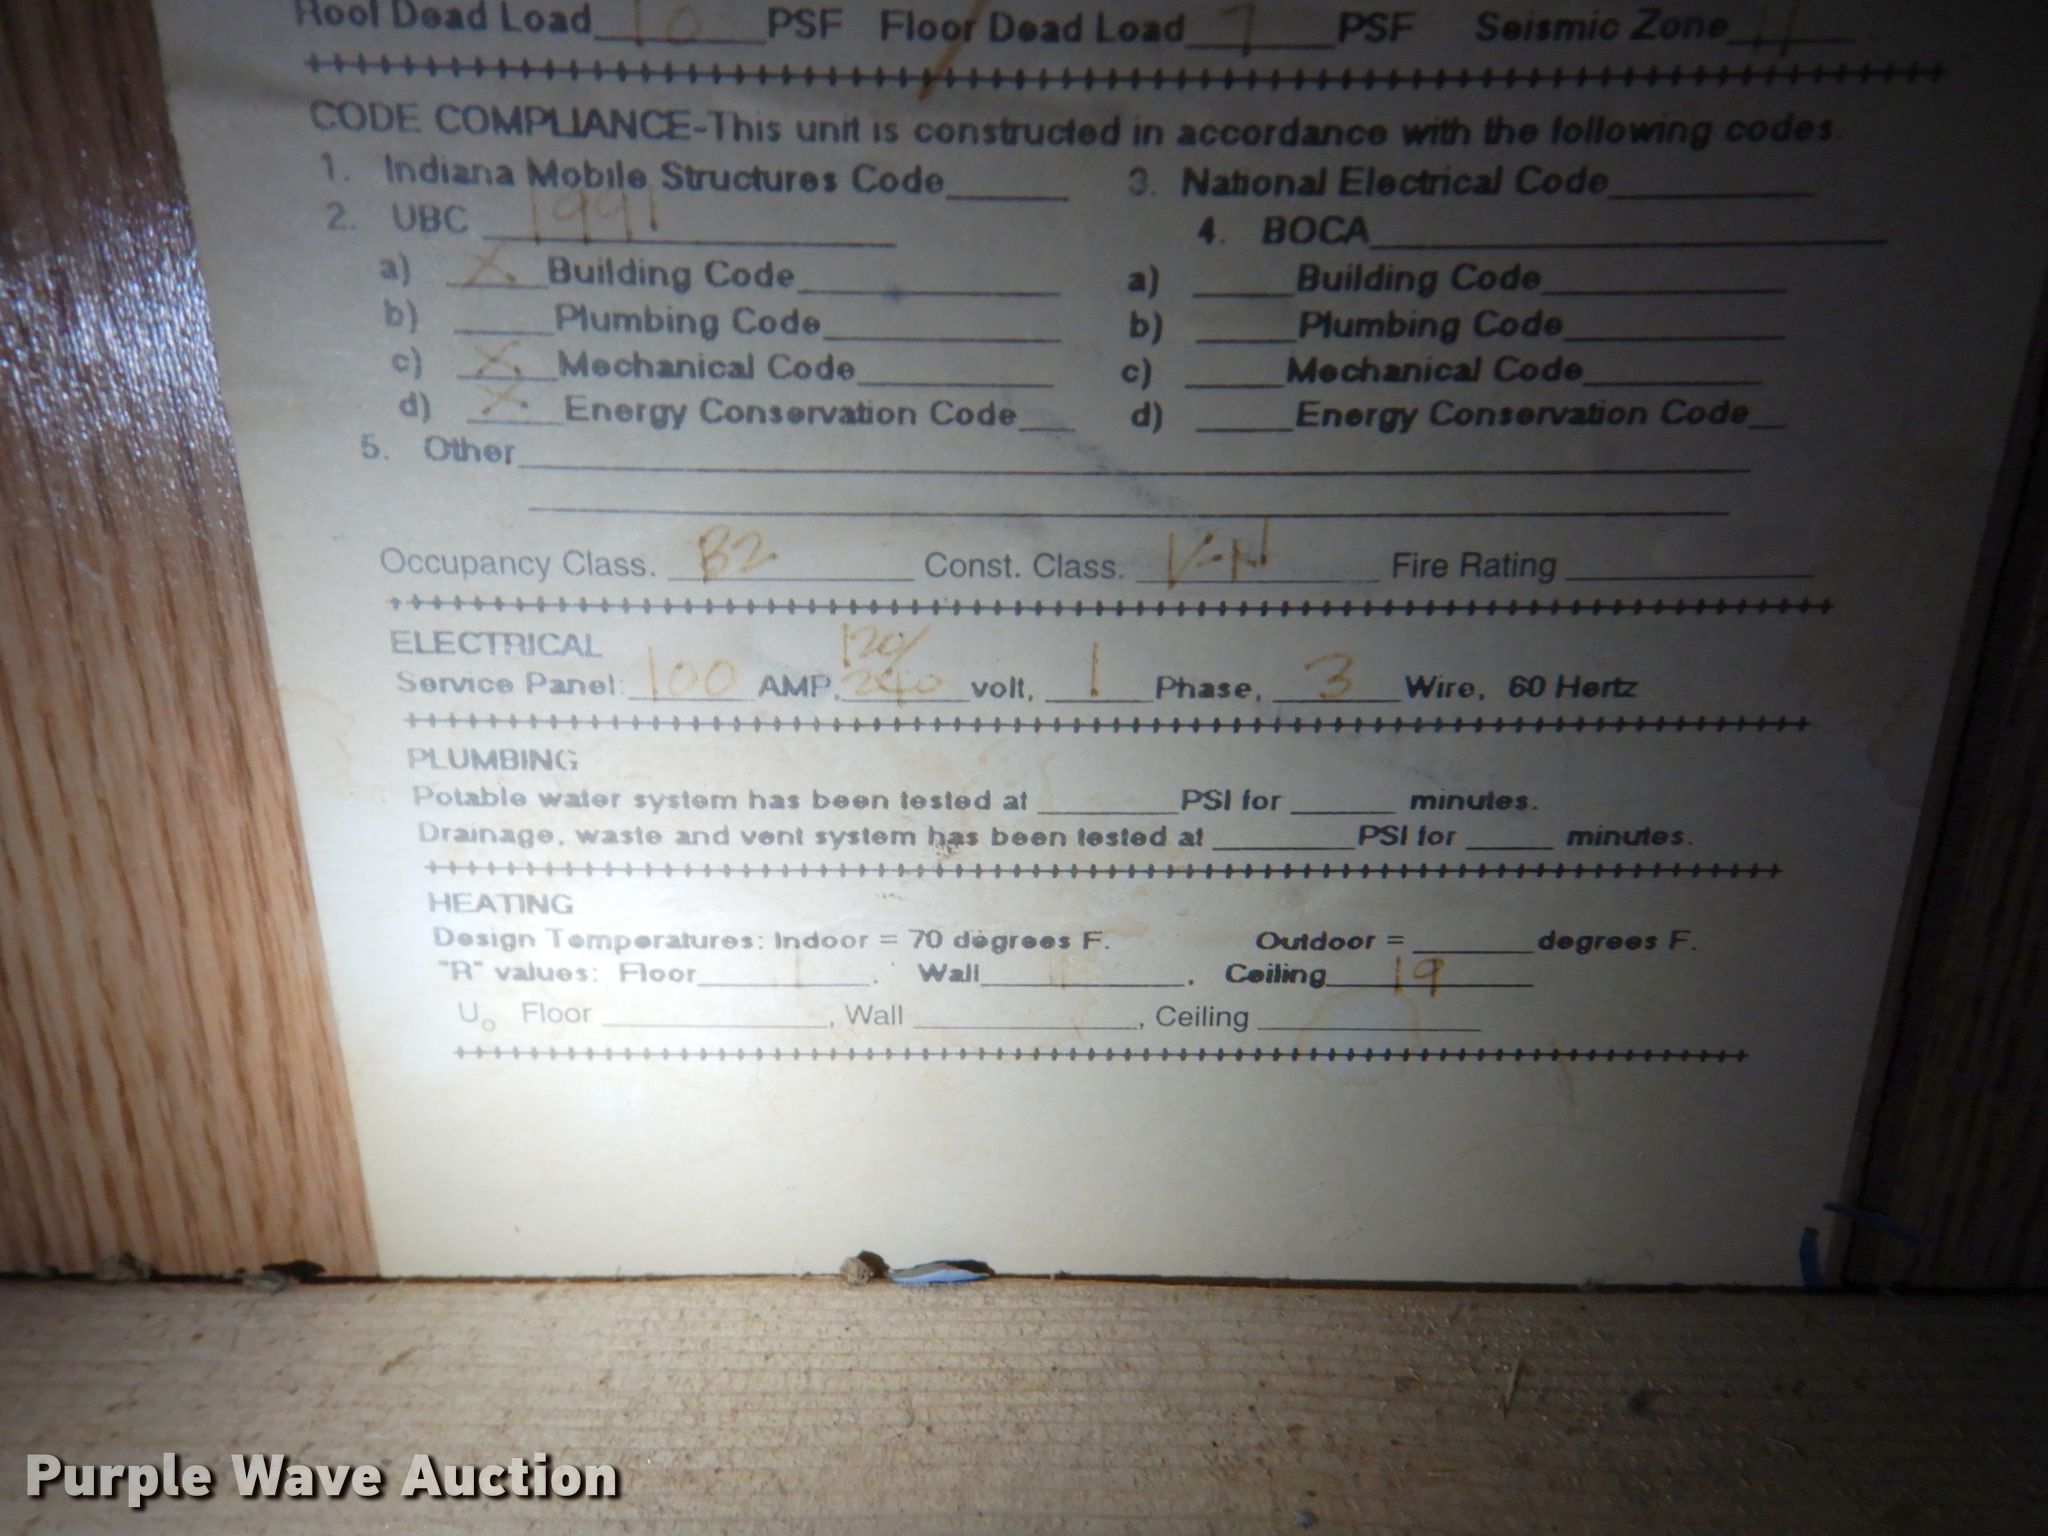 Roof Dead Load 10 PSF Floor Dead Load 7 PSF Seismic Zone
CODE COMPLIANCE-This unit is constructed in accordance with the following codes.
1. Indiana Mobile Structures Code 3. National Electrical Code
2. UBC 1991 4. BOCA
a) X Building Code a) Building Code
b) Plumbing Code b) Plumbing Code
c) X Mechanical Code c) Mechanical Code
d) X Energy Conservation Code d) Energy Conservation Code
5. Other
Occupancy Class. B2 Const. Class. V-N Fire Rating
ELECTRICAL
Service Panel: 100 AMP, 120/240 volt, 1 Phase, 3 Wire, 60 Hertz
PLUMBING
Potable water system has been tested at PSI for minutes.
Drainage, waste and vent system has been tested at PSI for minutes.
HEATING
Design Temperatures: Indoor = 70 degrees F. Outdoor = degrees F.
"R" values: Floor , Wall , Ceiling 19
Uo Floor , Wall , Ceiling
Purple Wave Auction